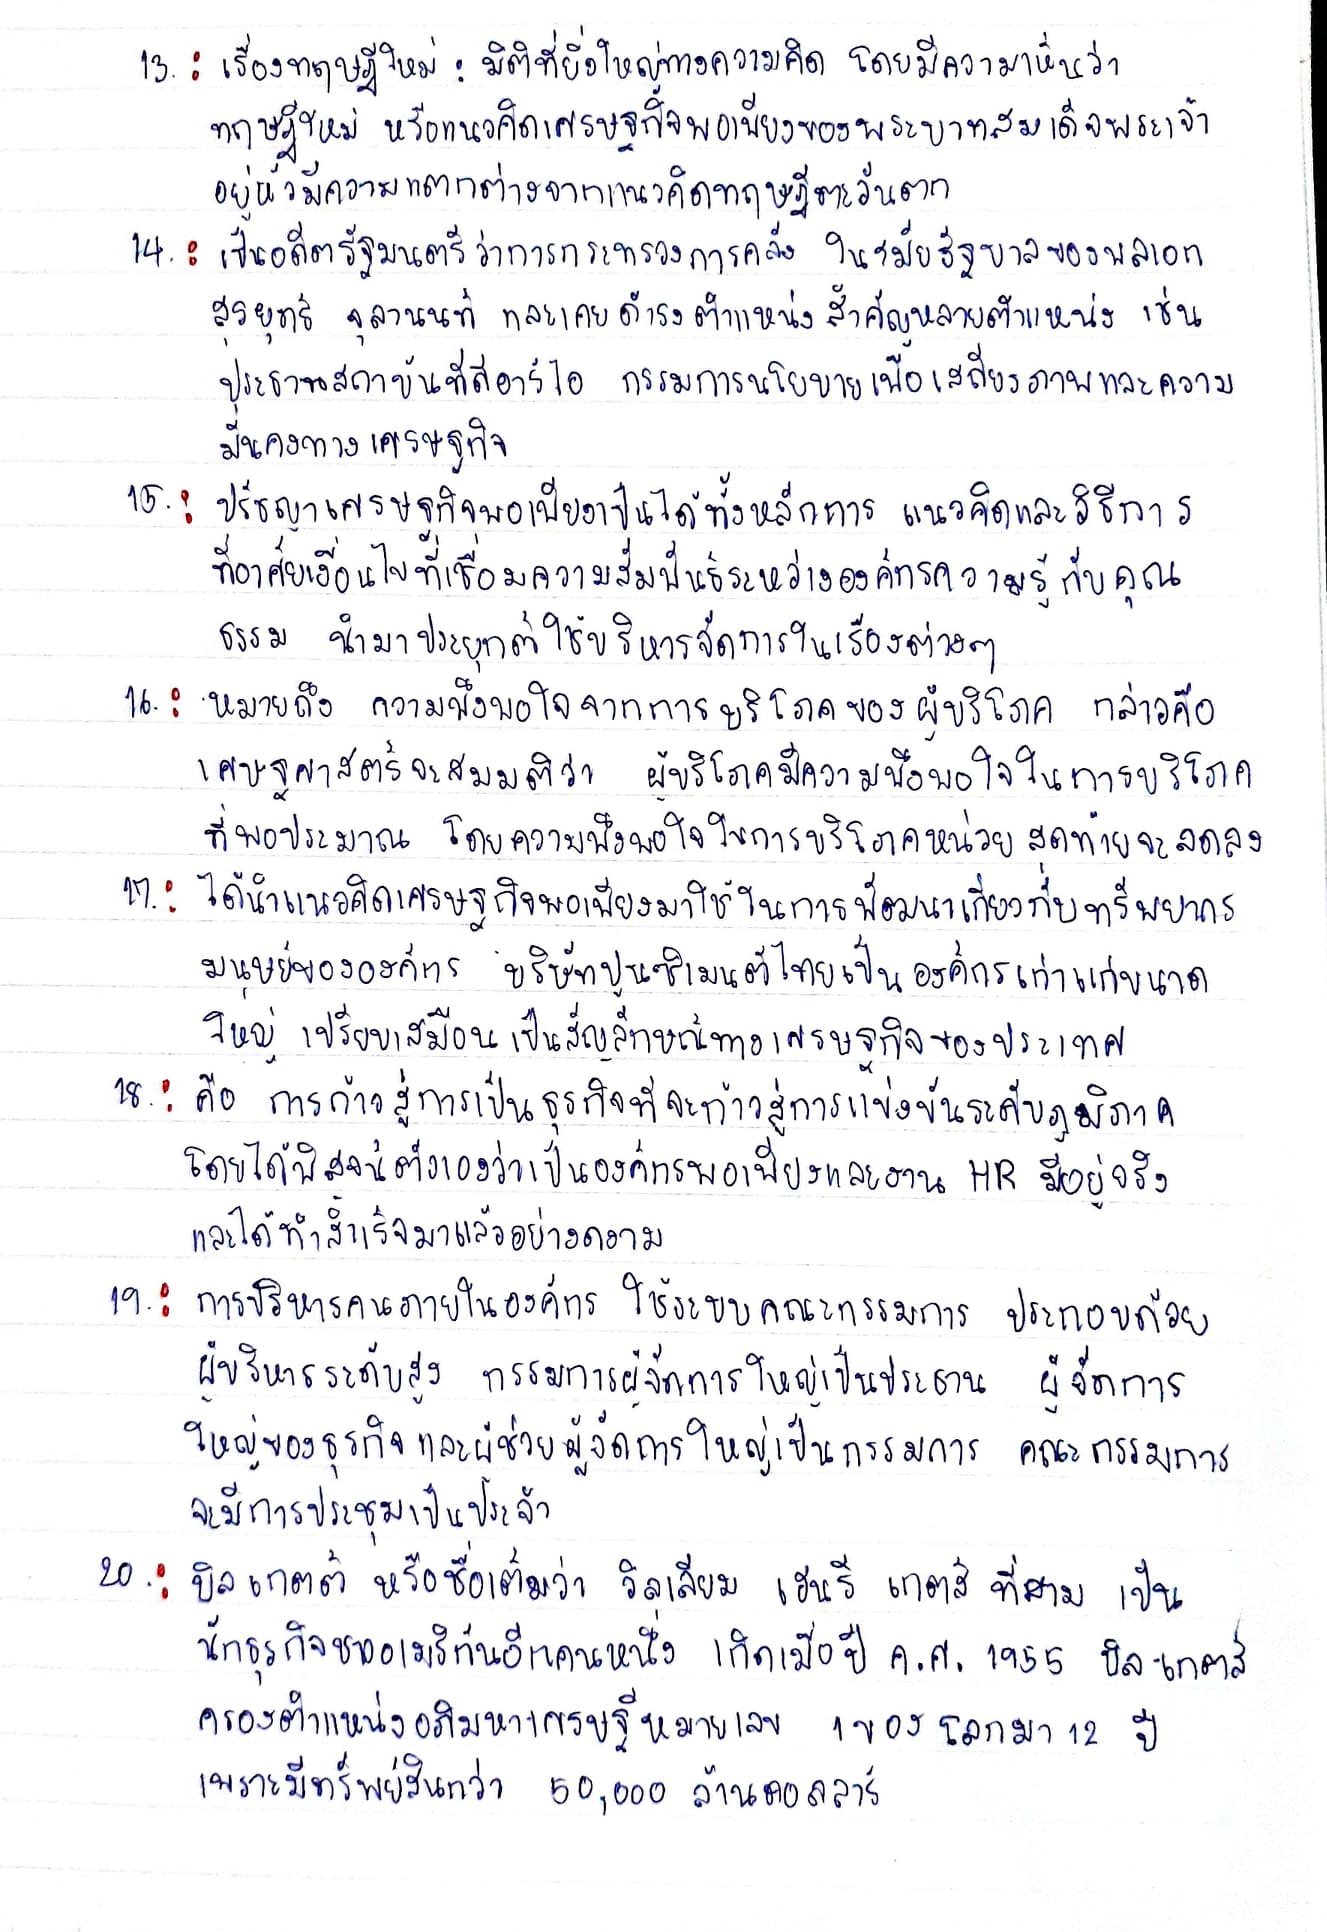 13. : เรื่องทฤษฎีใหม่ : มิติที่ยิ่งใหญ่ทางความคิด โดยมีความเห็นว่า
ทฤษฎีใหม่ หรือแนวคิดเศรษฐกิจพอเพียงของพระบาทสมเด็จพระเจ้า
อยู่หัวมีความแตกต่างจากแนวคิดทฤษฎีตะวันตก
14. : เป็นอดีตรัฐมนตรีว่าการกระทรวงการคลัง ในสมัยรัฐบาลของพลเอก
สุรยุทธ์ จุลานนท์ และเคยดำรงตำแหน่งสำคัญหลายตำแหน่ง เช่น
ประธานสถาบันทีดีอาร์ไอ กรรมการนโยบายเพื่อเสถียรภาพและความ
มั่นคงทางเศรษฐกิจ
15. : ปรัชญาเศรษฐกิจพอเพียงเป็นได้ทั้งหลักการ แนวคิดและวิธีการ
ที่อาศัยเงื่อนไขที่เชื่อมความสัมพันธ์ระหว่างองค์กรความรู้กับคุณ
ธรรม นำมาประยุกต์ใช้บริหารจัดการในเรื่องต่างๆ
16. : หมายถึง ความพึงพอใจจากการบริโภคของผู้บริโภค กล่าวคือ
เศษฐศาสตร์จะสมมติว่า ผู้บริโภคมีความพึงพอใจในการบริโภค
ที่พอประมาณ โดยความพึงพอใจในการบริโภคหน่วยสุดท้ายจะลดลง
17. : ได้นำแนวคิดเศรษฐกิจพอเพียงมาใช้ในการพัฒนาเกี่ยวกับทรัพยากร
มนุษย์ขององค์กร บริษัทปูนซิเมนต์ไทยเป็นองค์กรเก่าแก่ขนาด
ใหญ่ เปรียบเสมือนเป็นสัญลักษณ์ทางเศรษฐกิจของประเทศ
18. : คือ การก้าวสู่การเป็นธุรกิจที่จะก้าวสู่การแข่งขันระดับภูมิภาค
โดยได้พิสูจน์ตัวเองว่าเป็นองค์กรพอเพียงและงาน HR มีอยู่จริง
และได้ทำสำเร็จมาแล้วอย่างงดงาม
19. : การบริหารคนภายในองค์กร ใช้ระบบคณะกรรมการ ประกอบด้วย
ผู้บริหารระดับสูง กรรมการผู้จัดการใหญ่เป็นประธาน ผู้จัดการ
ใหญ่ของธุรกิจและผู้ช่วยผู้จัดการใหญ่เป็นกรรมการ คณะกรรมการ
จะมีการประชุมเป็นประจำ
20. : บิล เกตต์ หรือชื่อเต็มว่า วิลเลียม เฮนรี เกตส์ ที่สาม เป็น
นักธุรกิจชาวอเมริกันอีกคนหนึ่ง เกิดเมื่อปี ค.ศ. 1955 บิล เกตส์
ครองตำแหน่งอภิมหาเศรษฐีหมายเลข 1 ของโลกมา 12 ปี
เพราะมีทรัพย์สินกว่า 50,000 ล้านดอลลาร์